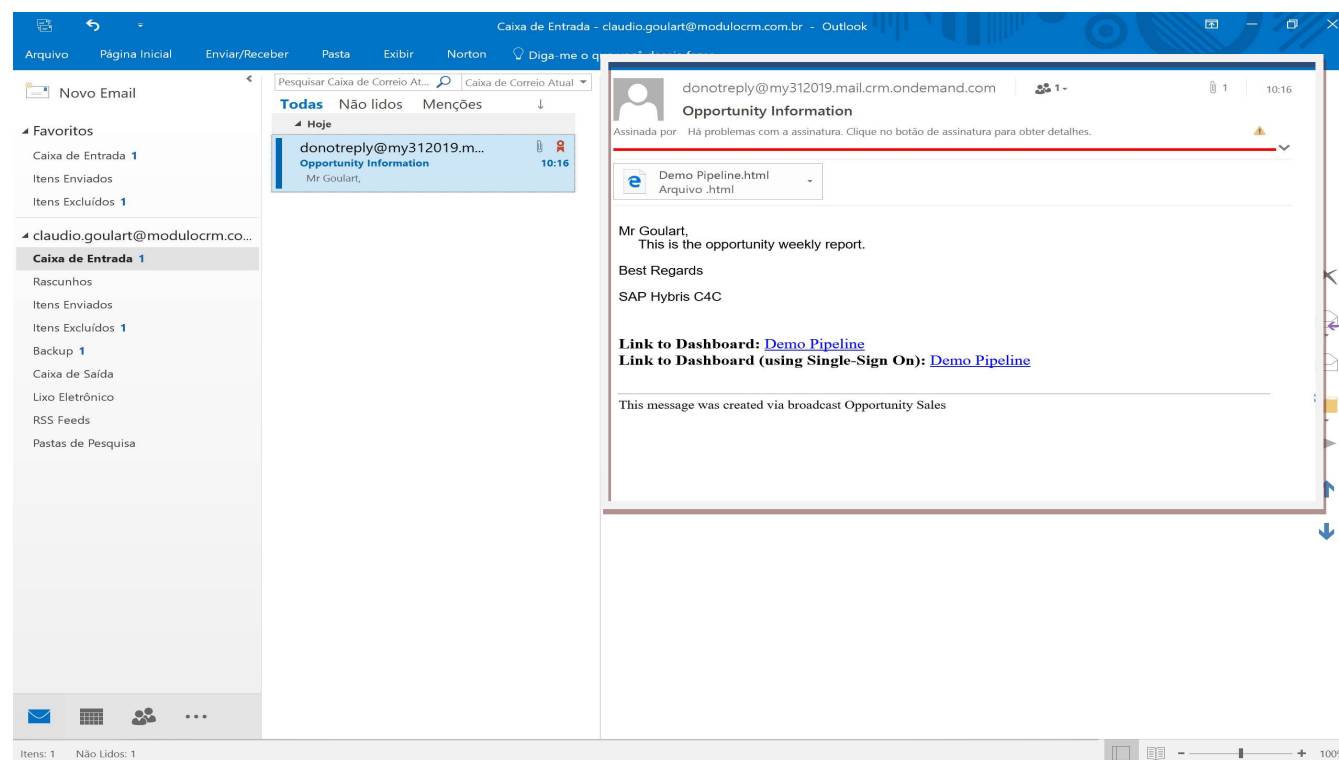 Caixa de Entrada - claudio.goulart@modulocrm.com.br - Outlook
Arquivo Página Inicial Enviar/Receber Pasta Exibir Norton Diga-me o q
Novo Email
Favoritos
Caixa de Entrada 1
Itens Enviados
Itens Excluídos 1
claudio.goulart@modulocrm.co...
Caixa de Entrada 1
Rascunhos
Itens Enviados
Itens Excluídos 1
Backup 1
Caixa de Saída
Lixo Eletrônico
RSS Feeds
Pastas de Pesquisa
Pesquisar Caixa de Correio At... Caixa de Correio Atual
Todas Não lidos Menções
Hoje
donotreply@my312019.m...
Opportunity Information 10:16
Mr Goulart,
donotreply@my312019.mail.crm.ondemand.com 1 1 10:16
Opportunity Information
Assinada por Há problemas com a assinatura. Clique no botão de assinatura para obter detalhes.
Demo Pipeline.html
Arquivo .html
Mr Goulart,
This is the opportunity weekly report.
Best Regards
SAP Hybris C4C
Link to Dashboard: Demo Pipeline
Link to Dashboard (using Single-Sign On): Demo Pipeline
This message was created via broadcast Opportunity Sales
Itens: 1 Não Lidos: 1 100%